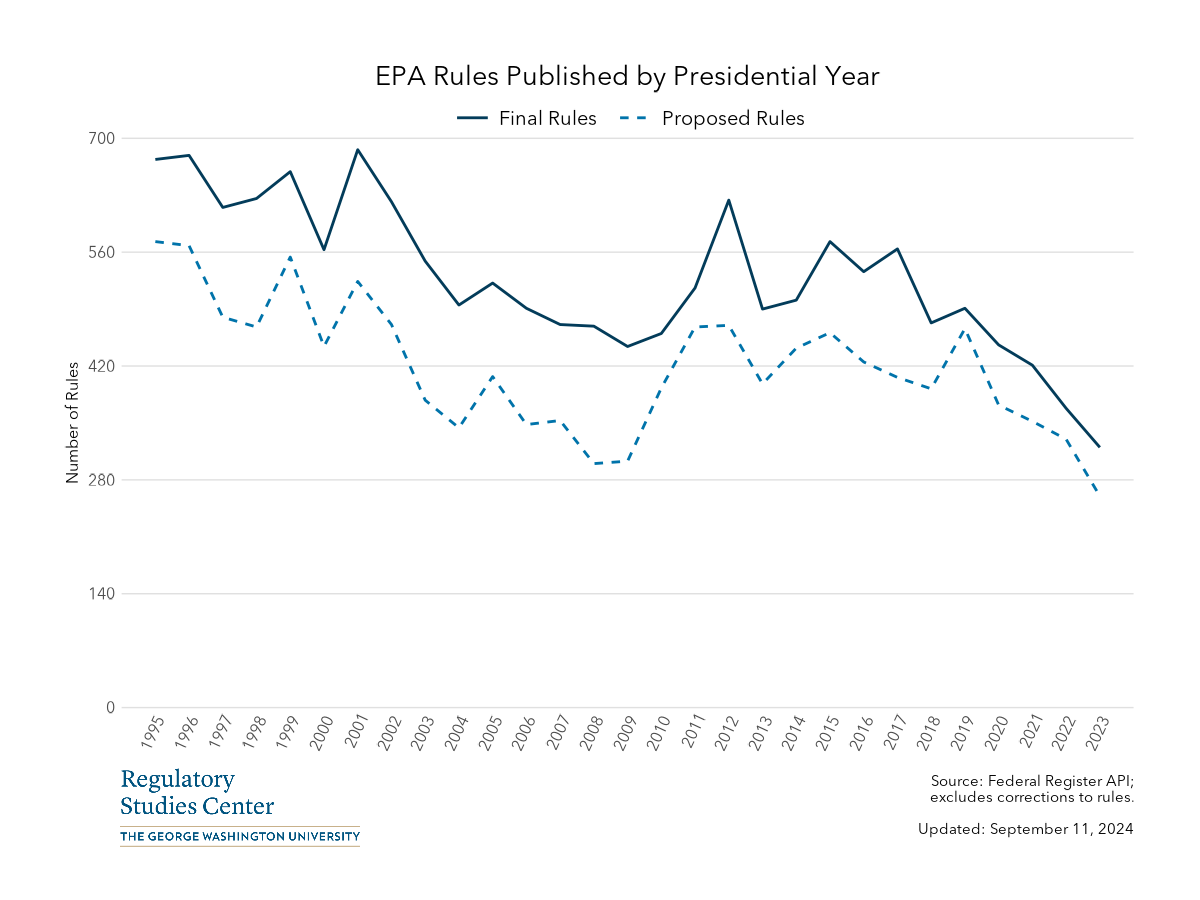 EPA Rules Published by Presidential Year
Final Rules Proposed Rules
Number of Rules
700
560
420
280
140
0
1995 1996 1997 1998 1999 2000 2001 2002 2003 2004 2005 2006 2007 2008 2009 2010 2011 2012 2013 2014 2015 2016 2017 2018 2019 2020 2021 2022 2023
Regulatory
Studies Center
THE GEORGE WASHINGTON UNIVERSITY
Source: Federal Register API;
excludes corrections to rules.
Updated: September 11, 2024